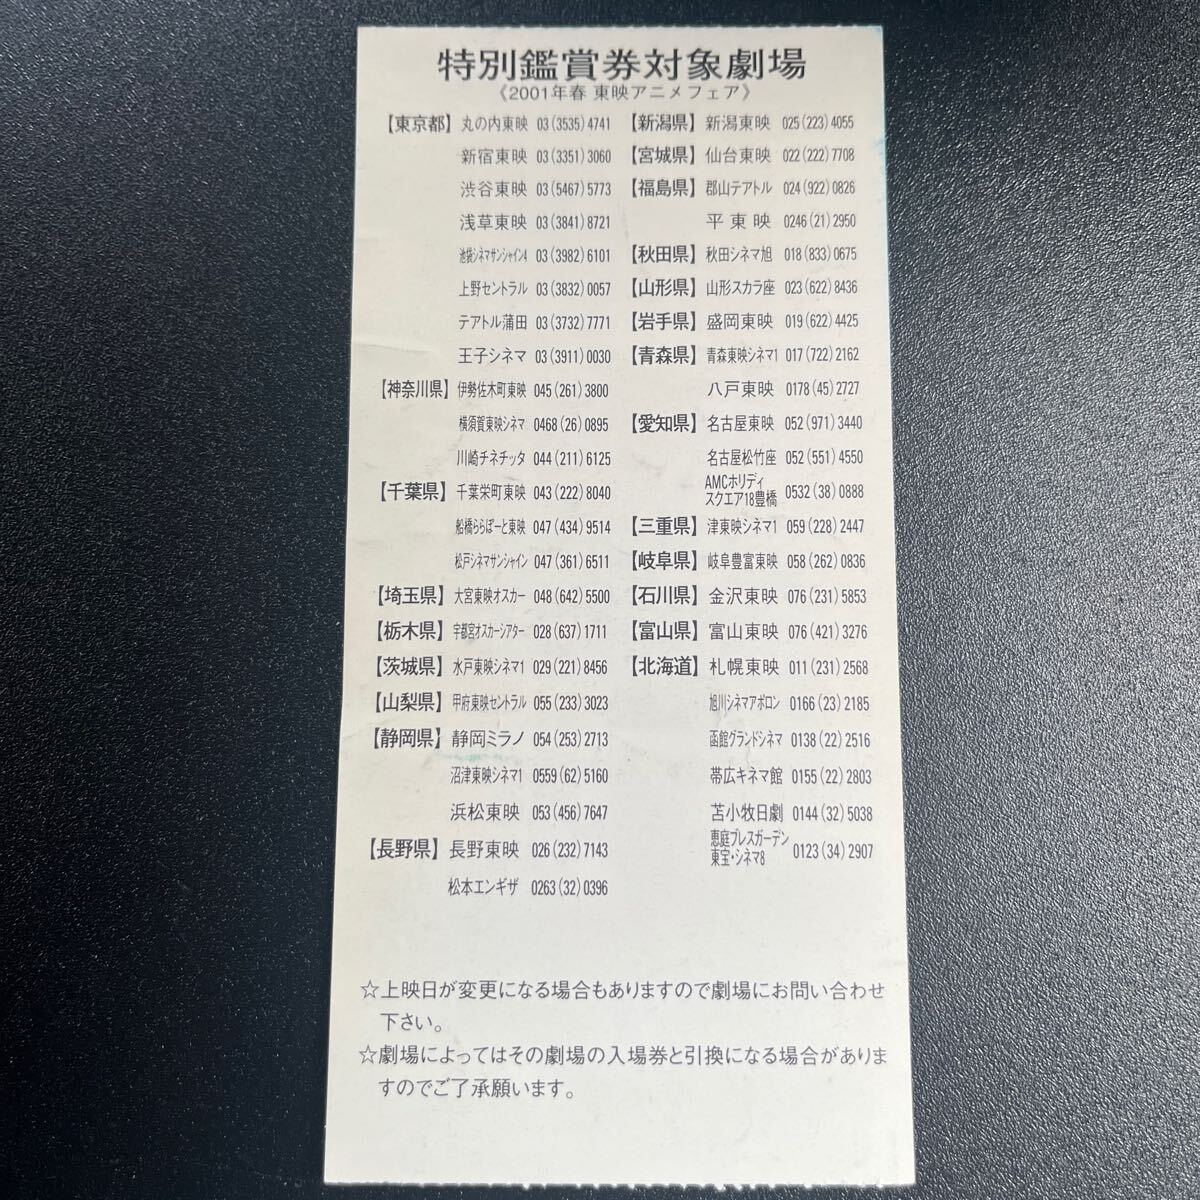 特別鑑賞券対象劇場
《2001年春 東映アニメフェア》
【東京都】 丸の内東映 03(3535)4741
新宿東映 03(3351)3060
渋谷東映 03(5467)5773
浅草東映 03(3841)8721
池袋シネマサンシャイン4 03(3982)6101
上野セントラル 03(3832)0057
テアトル蒲田 03(3732)7771
王子シネマ 03(3911)0030
【神奈川県】 伊勢佐木町東映 045(261)3800
横須賀東映シネマ 0468(26)0895
川崎チネチッタ 044(211)6125
【千葉県】 千葉栄町東映 043(222)8040
船橋ららぽーと東映 047(434)9514
松戸シネマサンシャイン 047(361)6511
【埼玉県】 大宮東映オスカー 048(642)5500
【栃木県】 宇都宮オスカーシアター 028(637)1711
【茨城県】 水戸東映シネマ1 029(221)8456
【山梨県】 甲府東映セントラル 055(233)3023
【静岡県】 静岡ミラノ 054(253)2713
沼津東映シネマ1 0559(62)5160
浜松東映 053(456)7647
【長野県】 長野東映 026(232)7143
松本エンギザ 0263(32)0396
【新潟県】 新潟東映 025(223)4055
【宮城県】 仙台東映 022(222)7708
【福島県】 郡山テアトル 024(922)0826
平東映 0246(21)2950
【秋田県】 秋田シネマ旭 018(833)0675
【山形県】 山形スカラ座 023(622)8436
【岩手県】 盛岡東映 019(622)4425
【青森県】 青森東映シネマ1 017(722)2162
八戸東映 0178(45)2727
【愛知県】 名古屋東映 052(971)3440
名古屋松竹座 052(551)4550
AMCホリディ
スクエア18豊橋 0532(38)0888
【三重県】 津東映シネマ1 059(228)2447
【岐阜県】 岐阜豊富東映 058(262)0836
【石川県】 金沢東映 076(231)5853
【富山県】 富山東映 076(421)3276
【北海道】 札幌東映 011(231)2568
旭川シネマアポロン 0166(23)2185
函館グランドシネマ 0138(22)2516
帯広キネマ館 0155(22)2803
苫小牧日劇 0144(32)5038
恵庭プレスガーデン
東宝・シネマ8 0123(34)2907
☆上映日が変更になる場合もありますので劇場にお問い合わせ
下さい。
☆劇場によってはその劇場の入場券と引換になる場合がありま
すのでご了承願います。